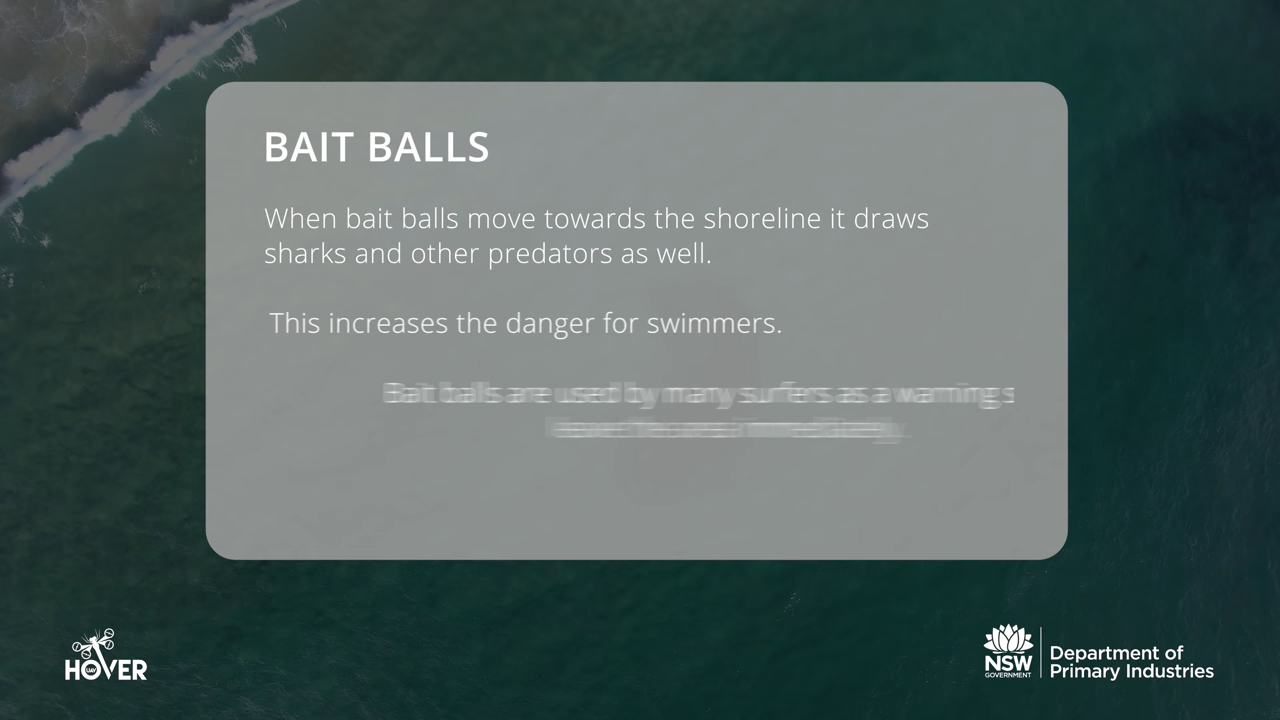 BAIT BALLS
When bait balls move towards the shoreline it draws
sharks and other predators as well.
This increases the danger for swimmers.
Bait balls are used by many surfers as a warning
HOVER
UAV
NSW
GOVERNMENT
Department of
Primary Industries